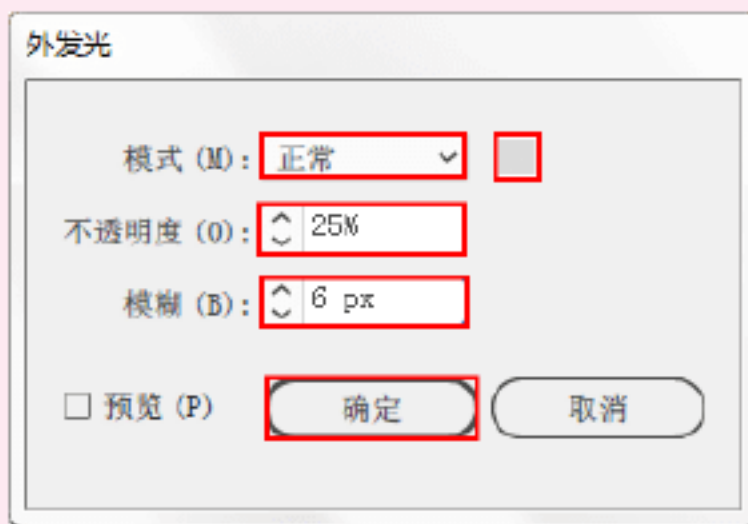 外发光
模式(M): 正常
不透明度(O): 25%
模糊(B): 6 px
预览(P) 确定 取消